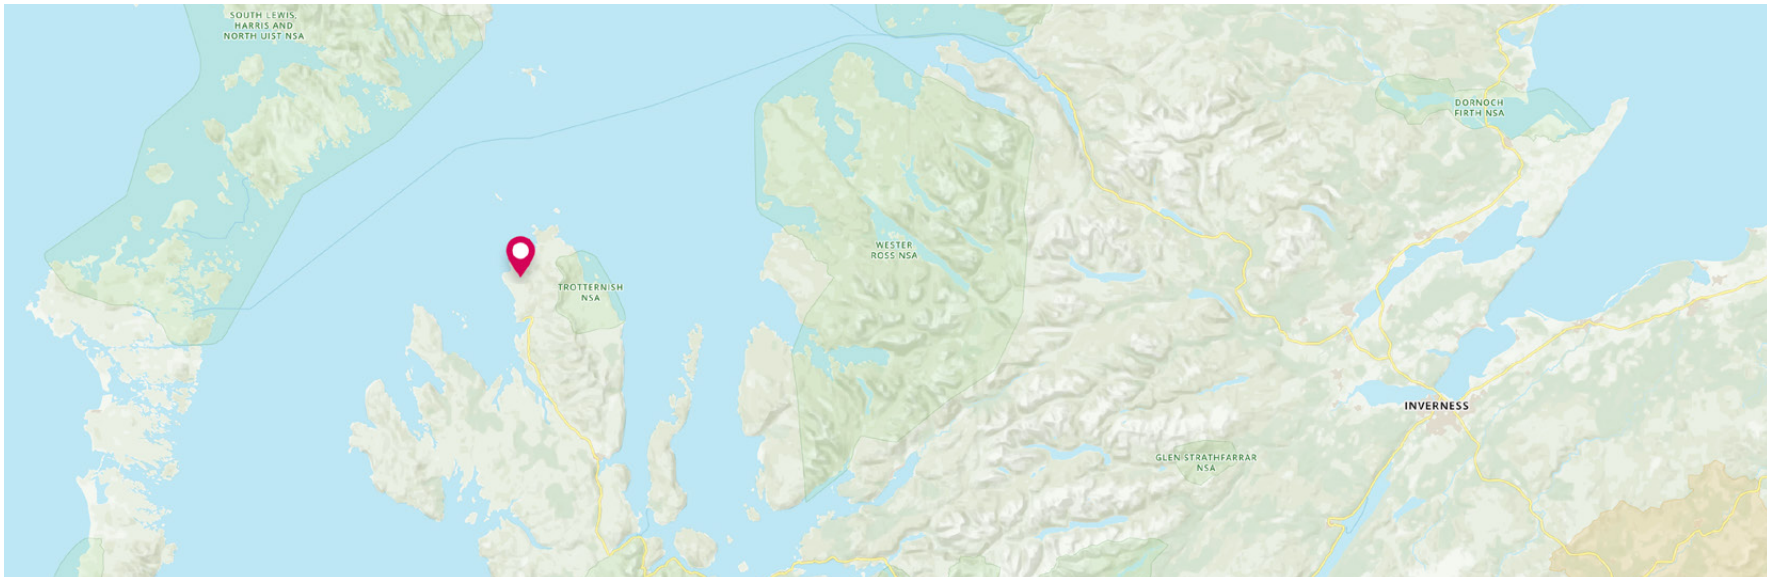 SOUTH LEWIS,
HARRIS AND
NORTH UIST NSA
DORNOCH
FIRTH NSA
WESTER
ROSS NSA
TROTTERNISH
NSA
INVERNESS
GLEN STRATHFARRAR
NSA